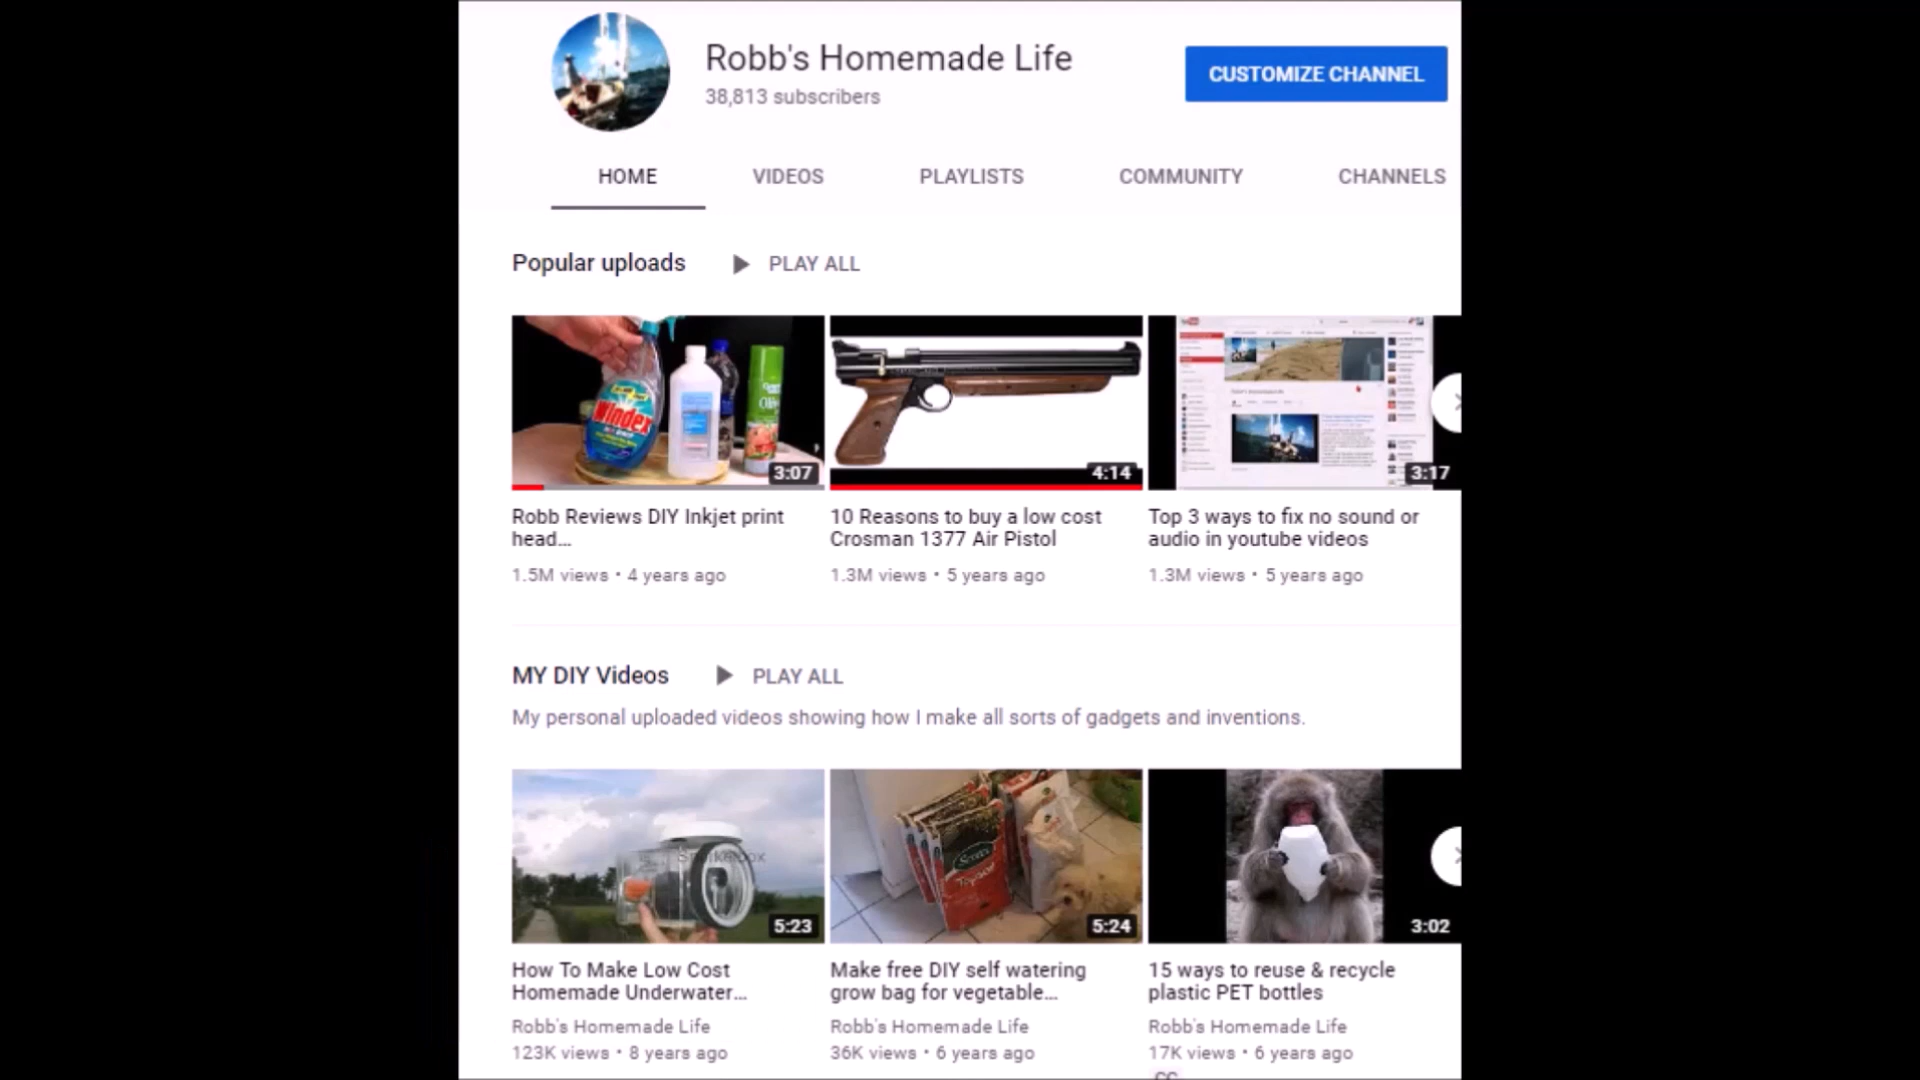 Robb's Homemade Life
38,813 subscribers
CUSTOMIZE CHANNEL
HOME
VIDEOS
PLAYLISTS
COMMUNITY
CHANNELS
Popular uploads
PLAY ALL
Windex
3:07
4:14
3:17
Robb Reviews DIY Inkjet print
head...
1.5M views • 4 years ago
10 Reasons to buy a low cost
Crosman 1377 Air Pistol
1.3M views • 5 years ago
Top 3 ways to fix no sound or
audio in youtube videos
1.3M views • 5 years ago
MY DIY Videos
PLAY ALL
My personal uploaded videos showing how I make all sorts of gadgets and inventions.
5:23
Scotts
Topsoil
5:24
3:02
How To Make Low Cost
Homemade Underwater...
Robb's Homemade Life
123K views • 8 years ago
Make free DIY self watering
grow bag for vegetable...
Robb's Homemade Life
36K views • 6 years ago
15 ways to reuse & recycle
plastic PET bottles
Robb's Homemade Life
17K views • 6 years ago